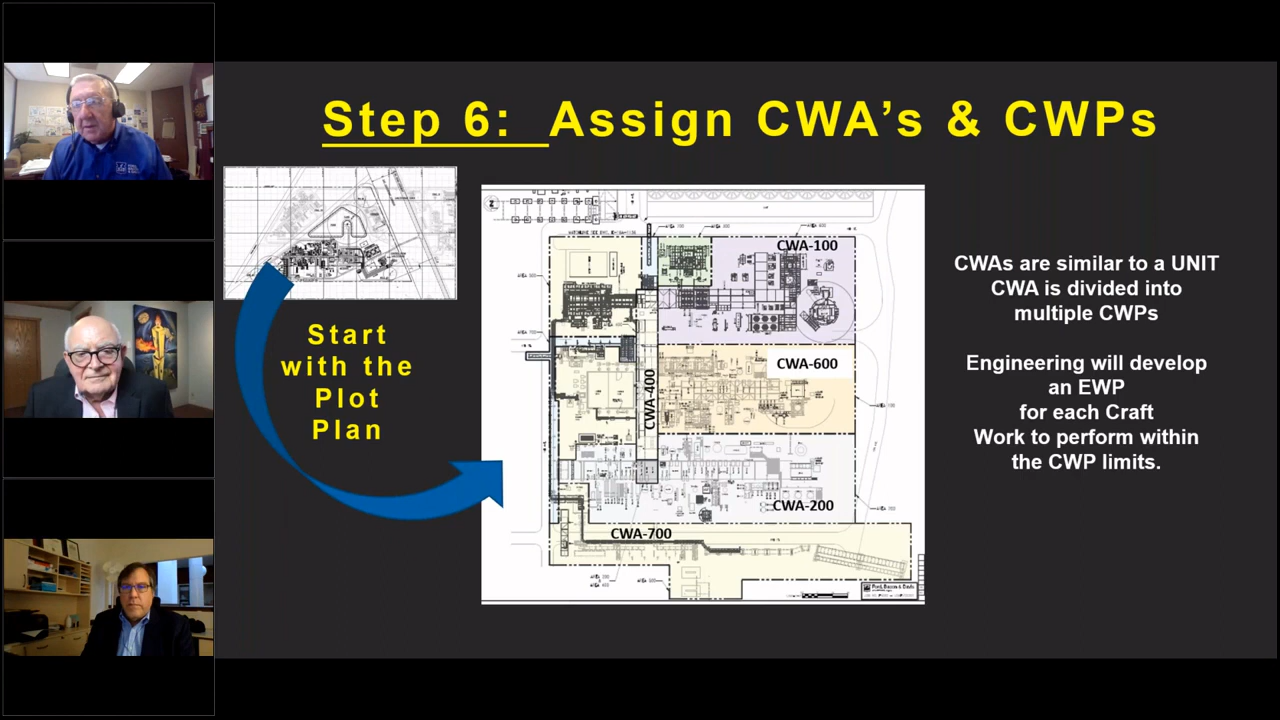 Step 6: Assign CWA's & CWPs
Start
with the
Plot
Plan
CWA-100
CWA-600
CWA-400
CWA-200
CWA-700
CWAs are similar to a UNIT
CWA is divided into
multiple CWPs
Engineering will develop
an EWP
for each Craft
Work to perform within
the CWP limits.